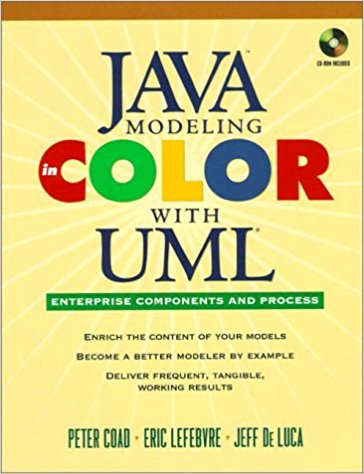 CD-ROM INCLUDED
JAVA™
MODELING
in COLOR
WITH
UML®
ENTERPRISE COMPONENTS AND PROCESS
ENRICH THE CONTENT OF YOUR MODELS
BECOME A BETTER MODELER BY EXAMPLE
DELIVER FREQUENT, TANGIBLE,
WORKING RESULTS
PETER COAD • ERIC LEFEBVRE • JEFF DE LUCA